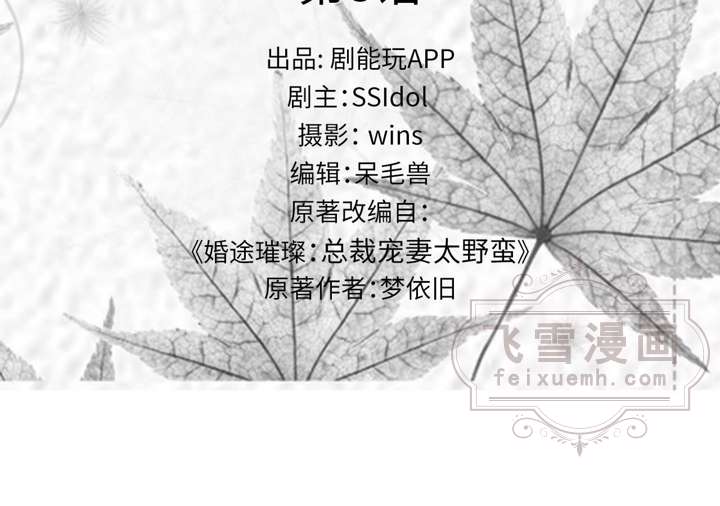 出品: 剧能玩APP
剧主：SSIdol
摄影： wins
编辑：呆毛兽
原著改编自：
《婚途璀璨：总裁宠妻太野蛮》
原著作者：梦依旧
飞雪漫画
feixuemh.com